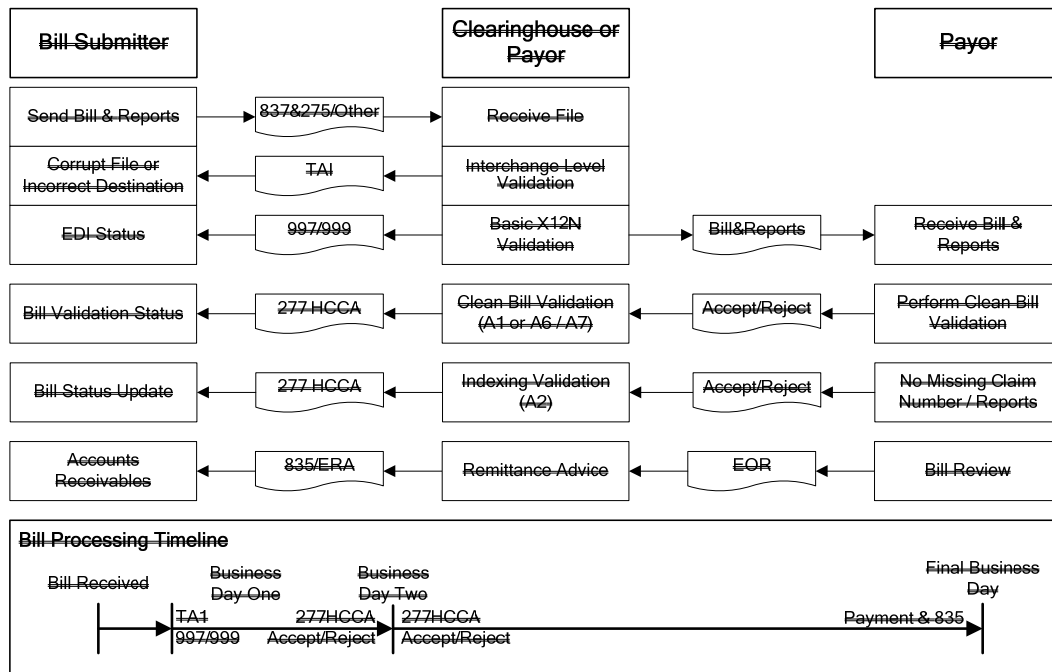 Bill Submitter
Clearinghouse or
Payor
Payor
Send Bill & Reports
837&275/Other
Receive File
Corrupt File or
Incorrect Destination
TAI
Interchange Level
Validation
EDI Status
997/999
Basic X12N
Validation
Bill&Reports
Receive Bill &
Reports
Bill Validation Status
277 HCCA
Clean Bill Validation
(A1 or A6 / A7)
Accept/Reject
Perform Clean Bill
Validation
Bill Status Update
277 HCCA
Indexing Validation
(A2)
Accept/Reject
No Missing Claim
Number / Reports
Accounts
Receivables
835/ERA
Remittance Advice
EOR
Bill Review
Bill Processing Timeline
Bill Received
Business
Day One
Business
Day Two
Final Business
Day
TA1
997/999
277HCCA
Accept/Reject
277HCCA
Accept/Reject
Payment & 835